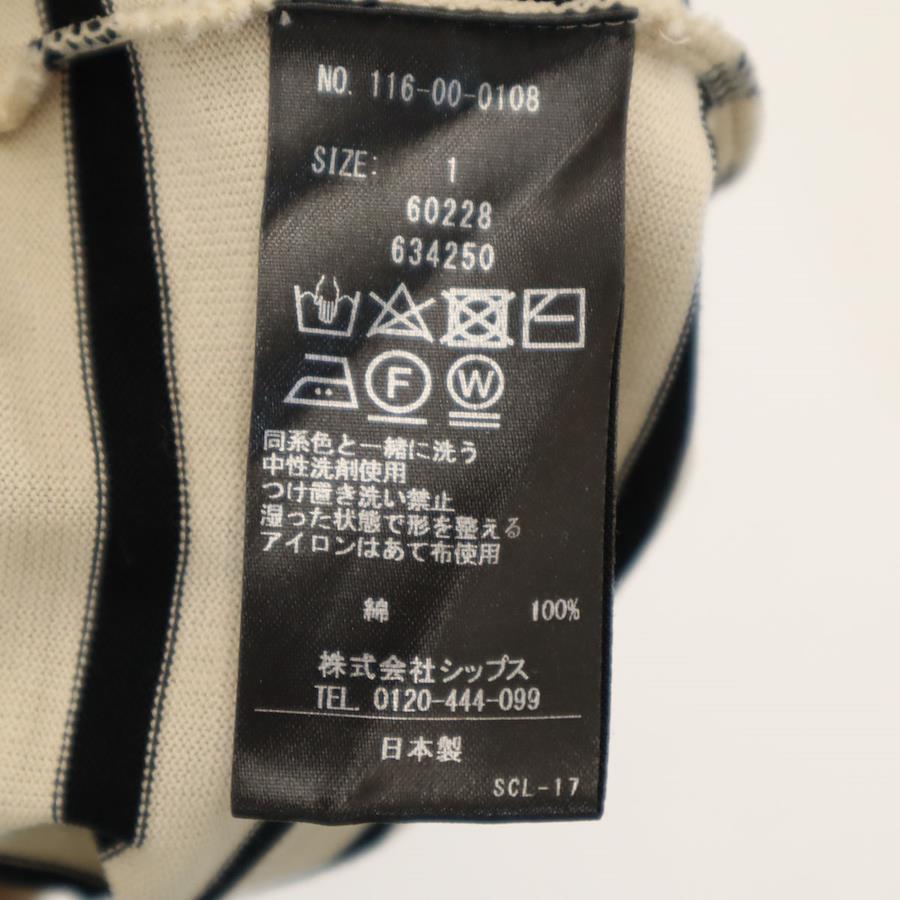 NO. 116-00-0108
SIZE: 1
60228
634250
F W
同系色と一緒に洗う
中性洗剤使用
つけ置き洗い禁止
湿った状態で形を整える
アイロンはあて布使用
綿 100%
株式会社シップス
TEL. 0120-444-099
日本製
SCL-17